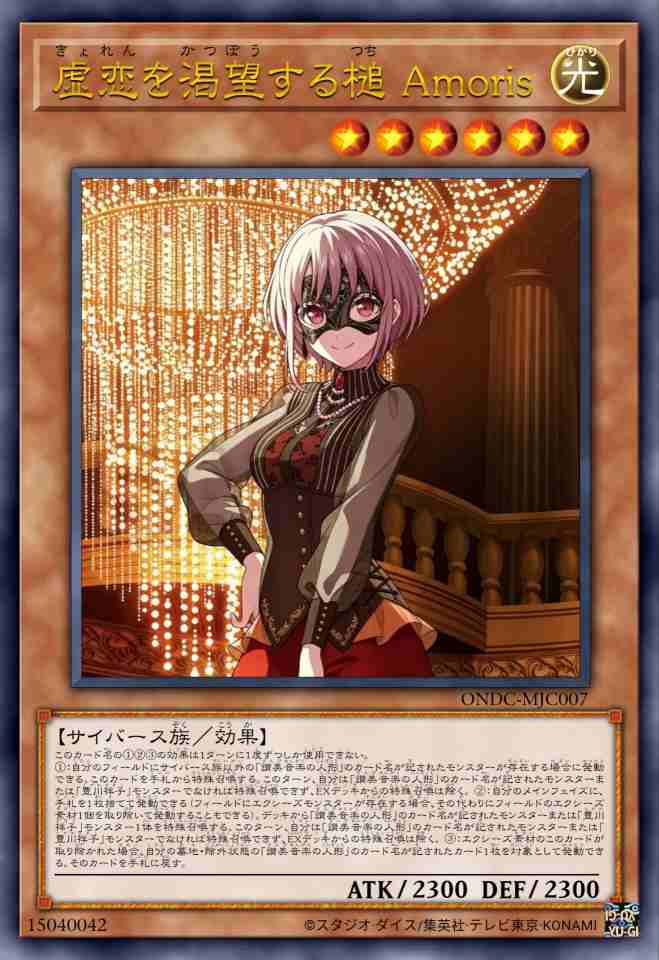 きょれん かつぼう つち
虚恋を渇望する槌 Amoris
ひかり
光
ONDC-MJC007
ぞく こう か
【サイバース族／効果】
このカード名の①②③の効果は1ターンに1度ずつしか使用できない。
①：自分のフィールドにサイバース族以外の「讃美音楽の人形」のカード名が記されたモンスターが存在する場合に発動
できる。このカードを手札から特殊召喚する。このターン、自分は「讃美音楽の人形」のカード名が記されたモンスターま
たは「豊川祥子」モンスターでなければ特殊召喚できず、EXデッキからの特殊召喚は除く。②：自分のメインフェイズに、
手札を1枚捨てて発動できる（フィールドにエクシーズモンスターが存在する場合、その代わりにフィールドのエクシーズ
素材1個を取り除いて発動することもできる）。デッキから「讃美音楽の人形」のカード名が記されたモンスターまたは「豊
川祥子」モンスター1体を特殊召喚する。このターン、自分は「讃美音楽の人形」のカード名が記されたモンスターまたは「
豊川祥子」モンスターでなければ特殊召喚できず、EXデッキからの特殊召喚は除く。③：エクシーズ素材のこのカードが
取り除かれた場合、自分の墓地・除外状態の「讃美音楽の人形」のカード名が記されたカード1枚を対象として発動でき
る。そのカードを手札に戻す。
ATK/2300 DEF/2300
15040042
©スタジオ・ダイス/集英社・テレビ東京・KONAMI